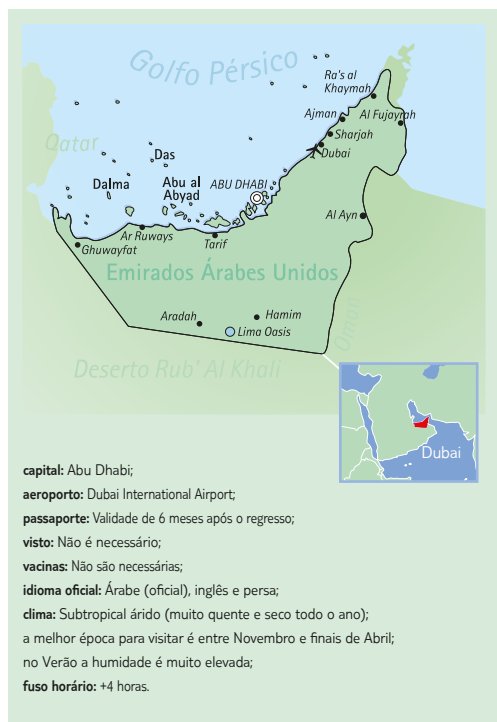 Golfo Pérsico
Ra's al
Khaymah
Ajman
Al Fujayrah
Sharjah
Dubai
Qatar
Das
Dalma
Abu al
Abyad
ABU DHABI
Al Ayn
Ar Ruways
Tarif
Ghuwayfat
Emirados Árabes Unidos
Aradah
Hamim
Lima Oasis
Oman
Deserto Rub' Al Khali
Dubai
capital: Abu Dhabi;
aeroporto: Dubai International Airport;
passaporte: Validade de 6 meses após o regresso;
visto: Não é necessário;
vacinas: Não são necessárias;
idioma oficial: Árabe (oficial), inglês e persa;
clima: Subtropical árido (muito quente e seco todo o ano);
a melhor época para visitar é entre Novembro e finais de Abril;
no Verão a humidade é muito elevada;
fuso horário: +4 horas.